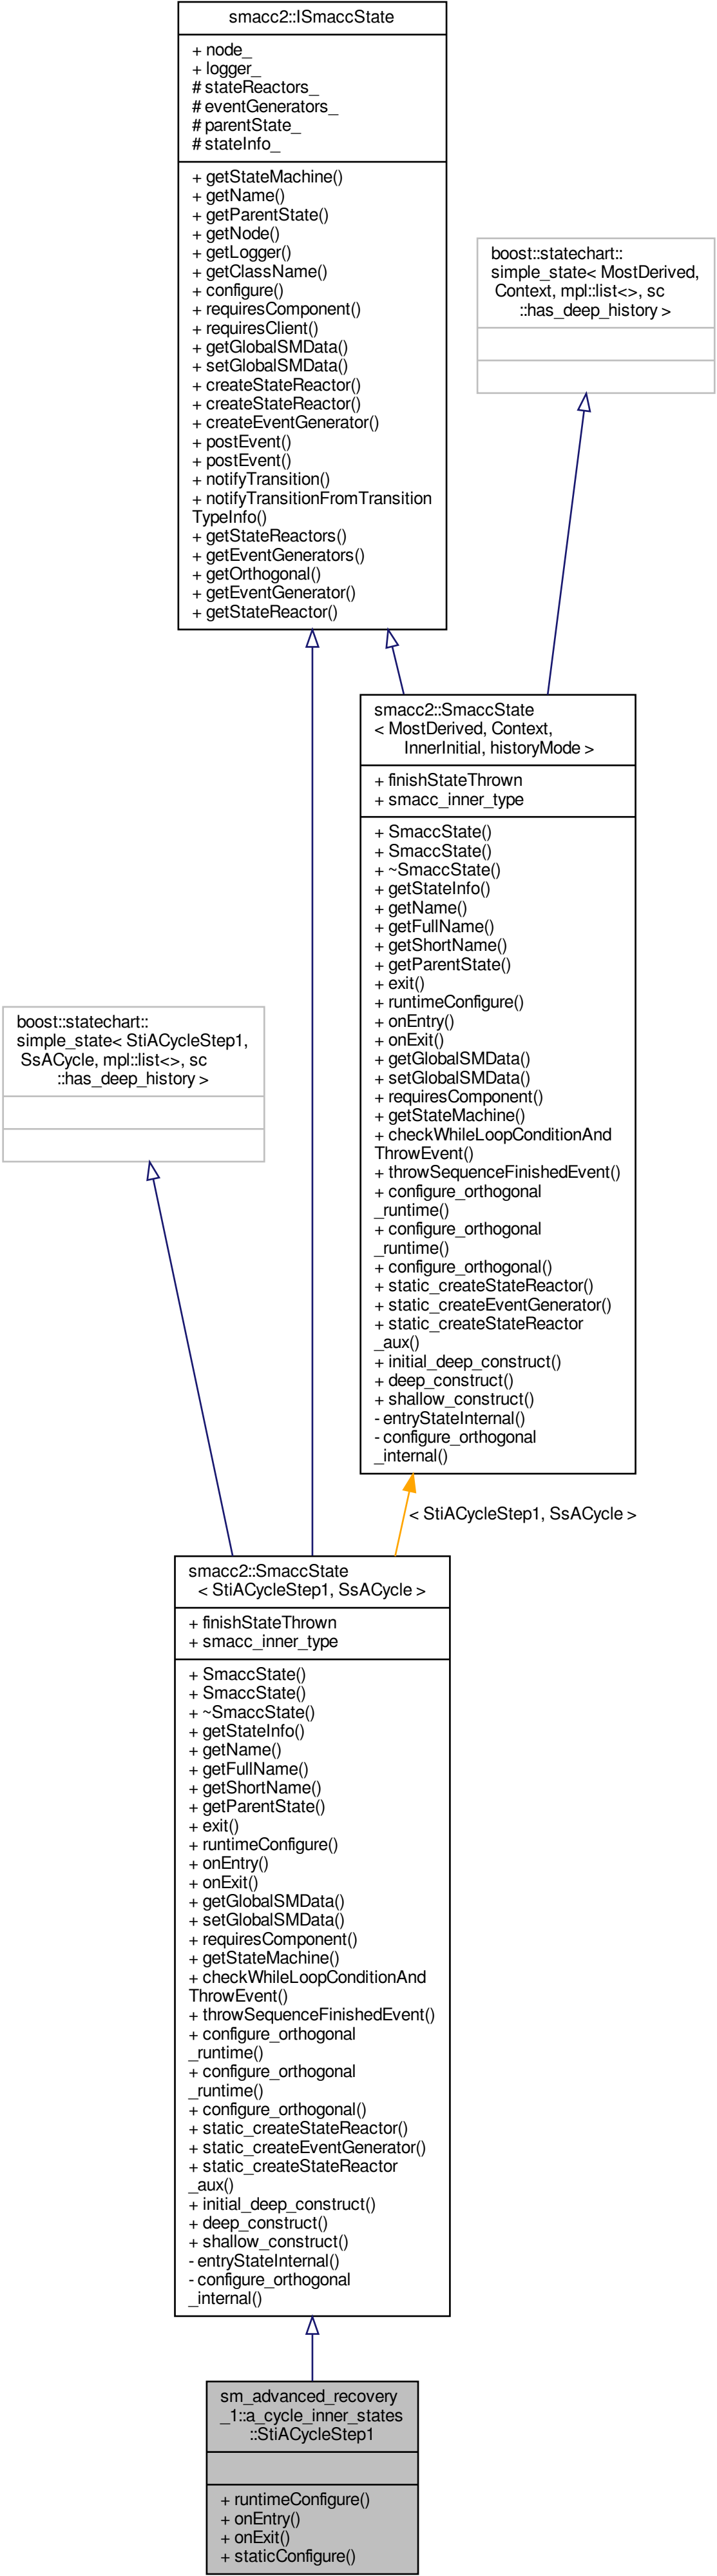 smacc2::ISmaccState
+ node_
+ logger_
# stateReactors_
# eventGenerators_
# parentState_
# stateInfo_
+ getStateMachine()
+ getName()
+ getParentState()
+ getNode()
+ getLogger()
+ getClassName()
+ configure()
+ requiresComponent()
+ requiresClient()
+ getGlobalSMData()
+ setGlobalSMData()
+ createStateReactor()
+ createStateReactor()
+ createEventGenerator()
+ postEvent()
+ postEvent()
+ notifyTransition()
+ notifyTransitionFromTransition
TypeInfo()
+ getStateReactors()
+ getEventGenerators()
+ getOrthogonal()
+ getEventGenerator()
+ getStateReactor()
boost::statechart::
simple_state< MostDerived,
Context, mpl::list<>, sc
::has_deep_history >
smacc2::SmaccState
< MostDerived, Context,
InnerInitial, historyMode >
+ finishStateThrown
+ smacc_inner_type
+ SmaccState()
+ SmaccState()
+ ~SmaccState()
+ getStateInfo()
+ getName()
+ getFullName()
+ getShortName()
+ getParentState()
+ exit()
+ runtimeConfigure()
+ onEntry()
+ onExit()
+ getGlobalSMData()
+ setGlobalSMData()
+ requiresComponent()
+ getStateMachine()
+ checkWhileLoopConditionAnd
ThrowEvent()
+ throwSequenceFinishedEvent()
+ configure_orthogonal
_runtime()
+ configure_orthogonal
_runtime()
+ configure_orthogonal()
+ static_createStateReactor()
+ static_createEventGenerator()
+ static_createStateReactor
_aux()
+ initial_deep_construct()
+ deep_construct()
+ shallow_construct()
- entryStateInternal()
- configure_orthogonal
_internal()
boost::statechart::
simple_state< StiACycleStep1,
SsACycle, mpl::list<>, sc
::has_deep_history >
< StiACycleStep1, SsACycle >
smacc2::SmaccState
< StiACycleStep1, SsACycle >
+ finishStateThrown
+ smacc_inner_type
+ SmaccState()
+ SmaccState()
+ ~SmaccState()
+ getStateInfo()
+ getName()
+ getFullName()
+ getShortName()
+ getParentState()
+ exit()
+ runtimeConfigure()
+ onEntry()
+ onExit()
+ getGlobalSMData()
+ setGlobalSMData()
+ requiresComponent()
+ getStateMachine()
+ checkWhileLoopConditionAnd
ThrowEvent()
+ throwSequenceFinishedEvent()
+ configure_orthogonal
_runtime()
+ configure_orthogonal
_runtime()
+ configure_orthogonal()
+ static_createStateReactor()
+ static_createEventGenerator()
+ static_createStateReactor
_aux()
+ initial_deep_construct()
+ deep_construct()
+ shallow_construct()
- entryStateInternal()
- configure_orthogonal
_internal()
sm_advanced_recovery
_1::a_cycle_inner_states
::StiACycleStep1
+ runtimeConfigure()
+ onEntry()
+ onExit()
+ staticConfigure()